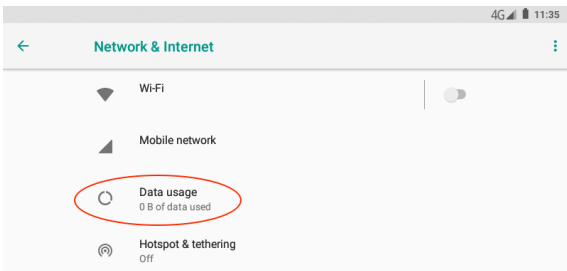 4G 11:35
Network & Internet
Wi-Fi
Mobile network
Data usage
0 B of data used
Hotspot & tethering
Off